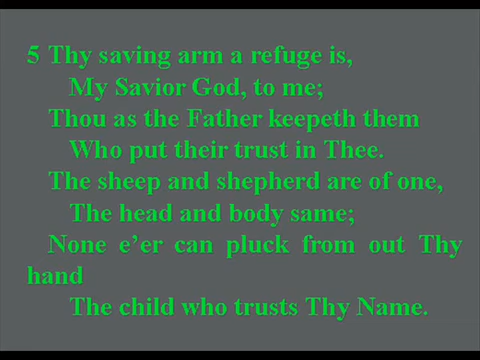 5 Thy saving arm a refuge is,
My Savior God, to me;
Thou as the Father keepeth them
Who put their trust in Thee.
The sheep and shepherd are of one,
The head and body same;
None e’er can pluck from out Thy
hand
The child who trusts Thy Name.